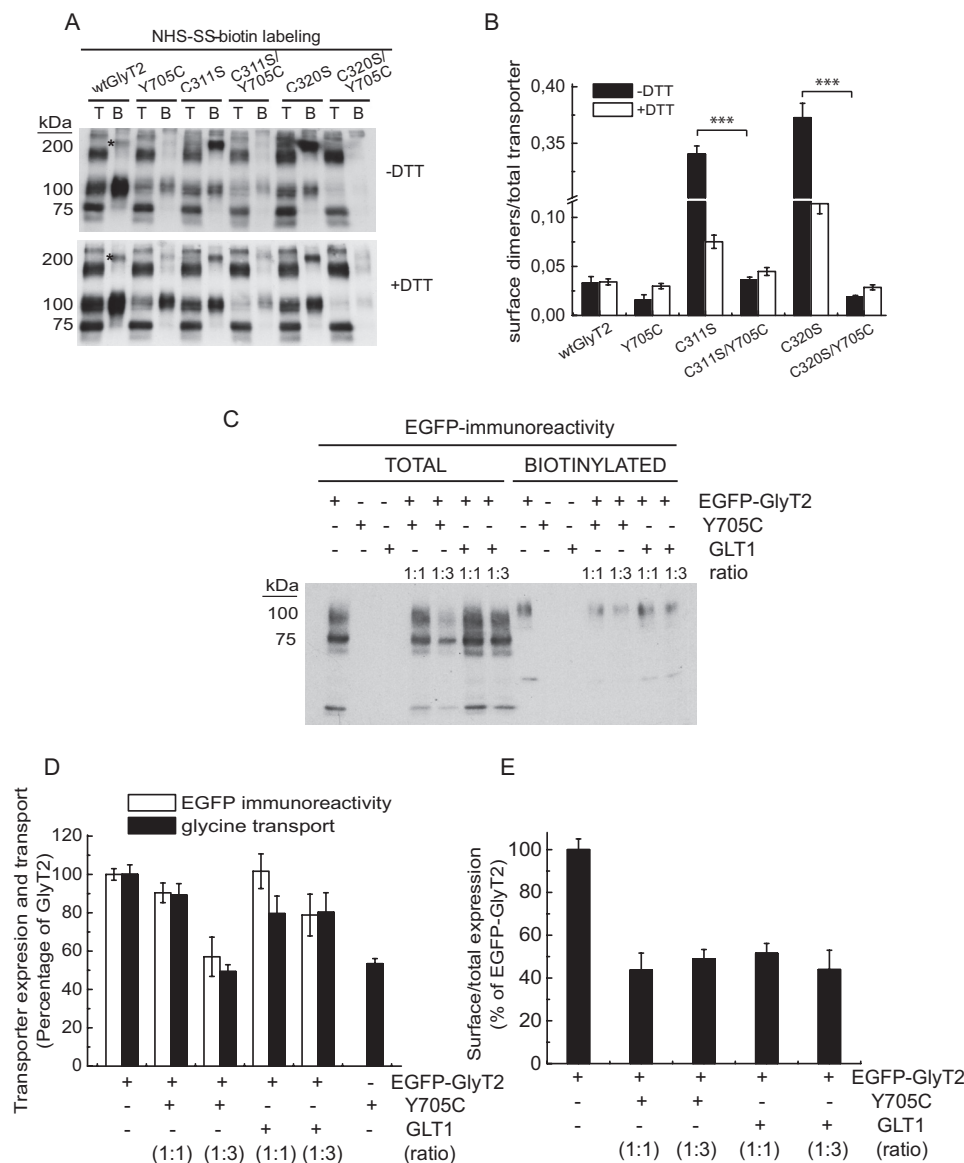 A
NHS-SS-biotin labeling
wtGlyT2 Y705C C311S C311S/Y705C C320S C320S/Y705C
T B T B T B T B T B T B
kDa
200
*
100
75
-DTT
200
*
100
75
+DTT
B
-DTT
+DTT
***
***
surface dimers/total transporter
0,35
0,10
0,05
0,00
wtGlyT2 Y705C C311S C311S/Y705C C320S C320S/Y705C
C
EGFP-immunoreactivity
TOTAL BIOTINYLATED
+ - - + + + + + - - + + + + EGFP-GlyT2
- + - + + - - - + - + + - - Y705C
- - + - - + + - - + - - + + GLT1
1:1 1:3 1:1 1:3 1:1 1:3 1:1 1:3 ratio
kDa
100
75
D
EGFP immunoreactivity
glycine transport
Transporter expresion and transport
(Percentage of GlyT2)
120
100
80
60
40
20
0
+ + + + + - EGFP-GlyT2
- + + - - + Y705C
- - - + + - GLT1
(1:1) (1:3) (1:1) (1:3) (ratio)
E
Surface/total expression
(% of EGFP-GlyT2)
100
80
60
40
20
0
+ + + + + EGFP-GlyT2
- + + - - Y705C
- - - + + GLT1
(1:1) (1:3) (1:1) (1:3) (ratio)